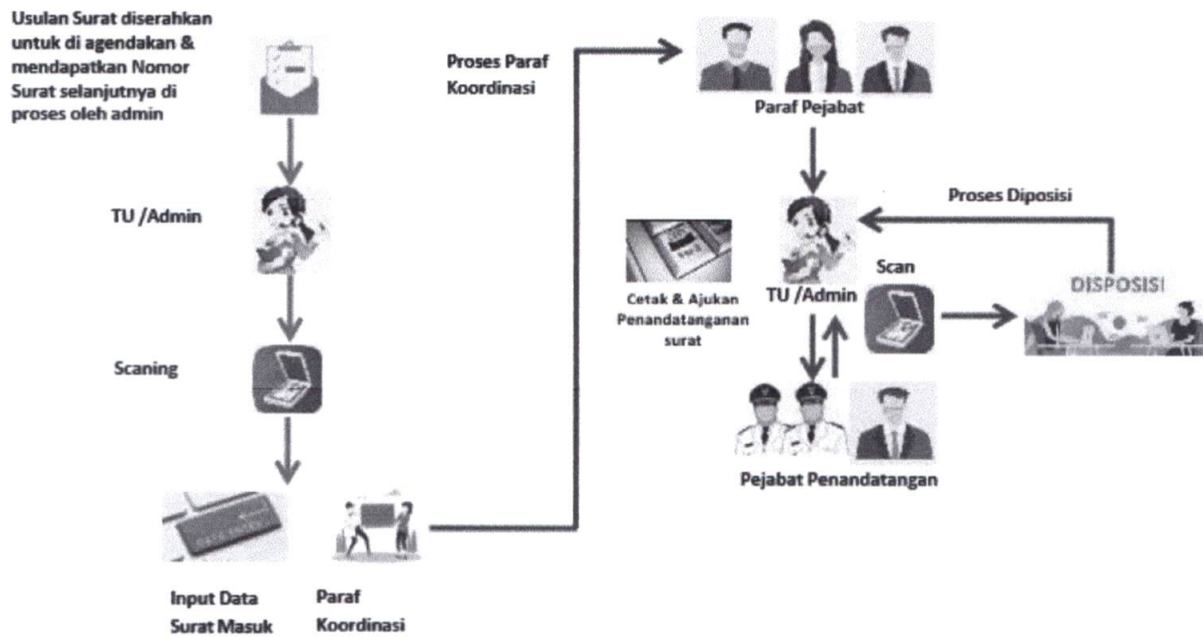 Usulan Surat diserahkan
untuk di agendakan &
mendapatkan Nomor
Surat selanjutnya di
proses oleh admin
TU /Admin
Scaning
Input Data
Surat Masuk
Paraf
Koordinasi
Proses Paraf
Koordinasi
Paraf Pejabat
Proses Diposisi
Cetak & Ajukan
Penandatanganan
surat
TU /Admin
Scan
DISPOSISI
Pejabat Penandatangan